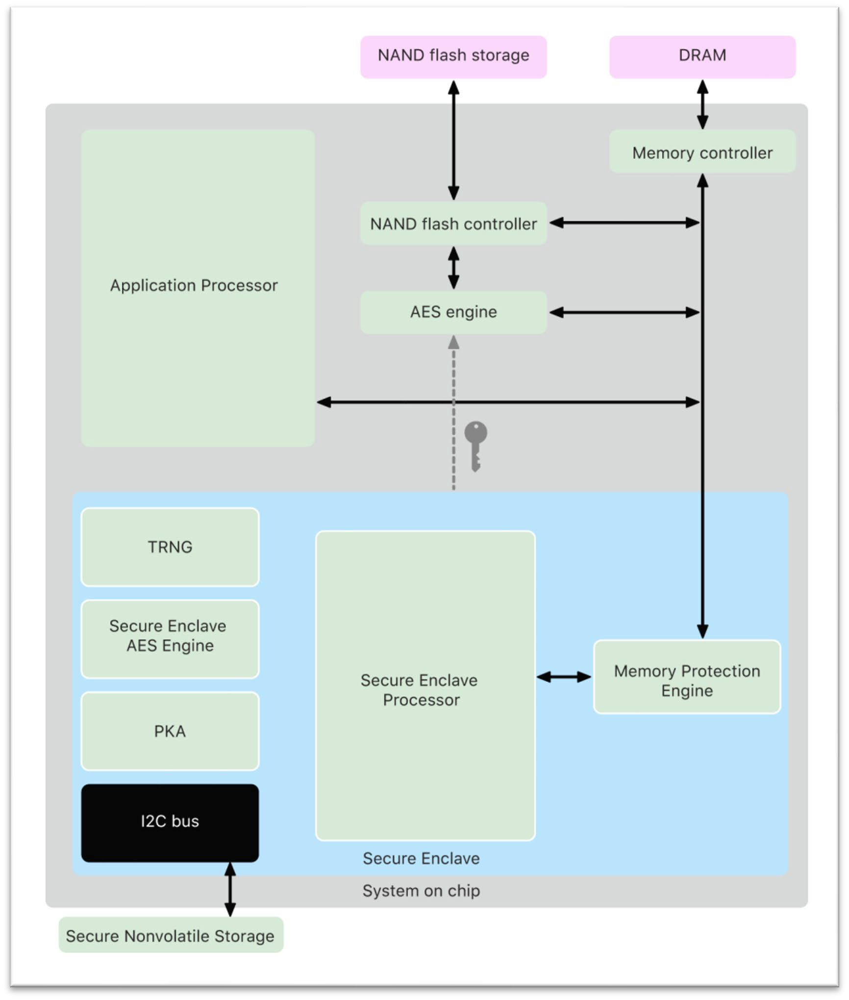 NAND flash storage
DRAM
Memory controller
NAND flash controller
Application Processor
AES engine
TRNG
Secure Enclave
AES Engine
Secure Enclave
Processor
Memory Protection
Engine
PKA
I2C bus
Secure Enclave
System on chip
Secure Nonvolatile Storage